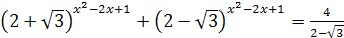 (2 + √3)^(x²−2x+1) + (2 − √3)^(x²−2x+1) = 4/(2−√3)